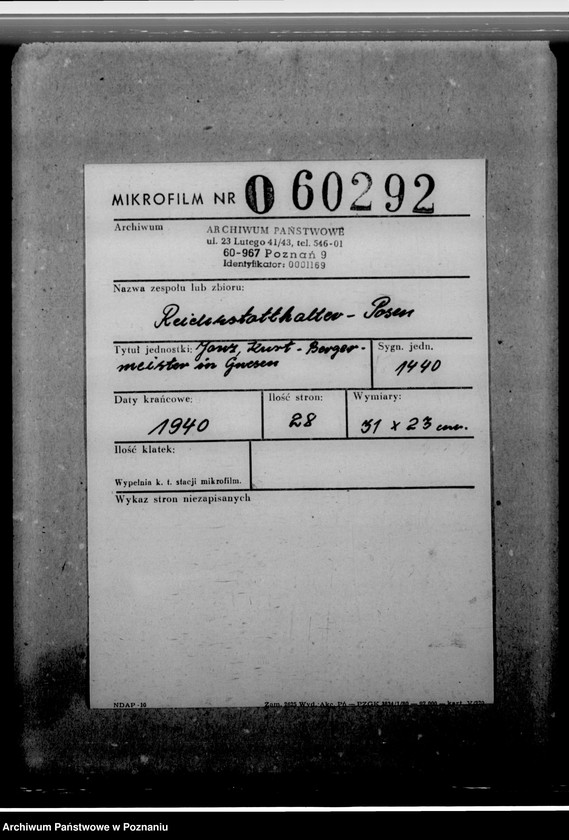 MIKROFILM NR 0 60292
Archiwum
ARCHIWUM PAŃSTWOWE
ul. 23 Lutego 41/43, tel. 546-01
60-967 Poznań 9
Identyfikator: 0001169
Nazwa zespołu lub zbioru:
Reichsstatthalter - Posen
Tytuł jednostki: Janz, Kurt - Berger-
meister in Gnesen
Sygn. jedn.
1440
Daty krańcowe:
1940
Ilość stron:
28
Wymiary:
31 x 23 cm.
Ilość klatek:
Wypełnia k. t. stacji mikrofilm.
Wykaz stron niezapisanych
NDAP-10
Archiwum Państwowe w Poznaniu